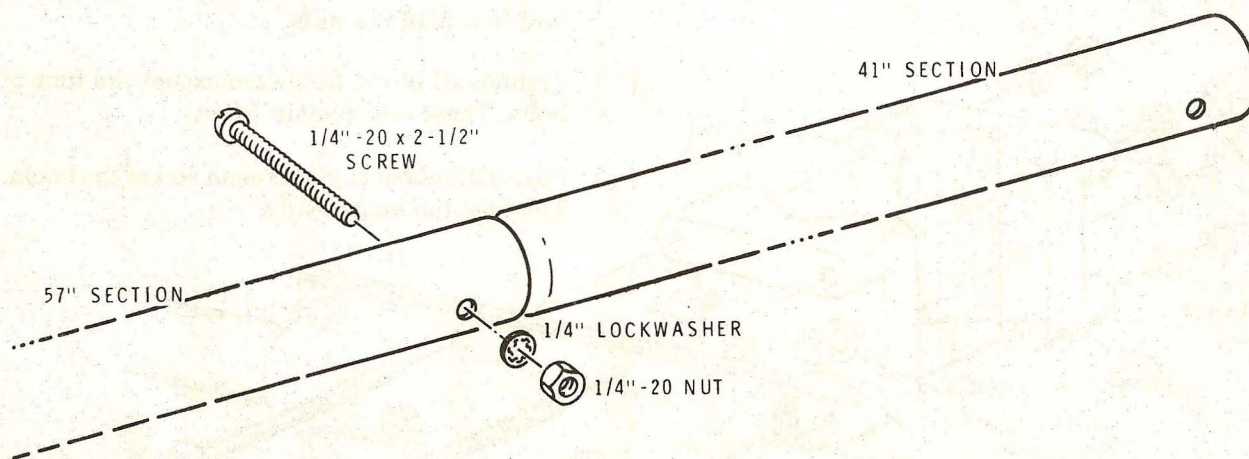 41" SECTION
1/4"-20 x 2-1/2"
SCREW
57" SECTION
1/4" LOCKWASHER
1/4"-20 NUT